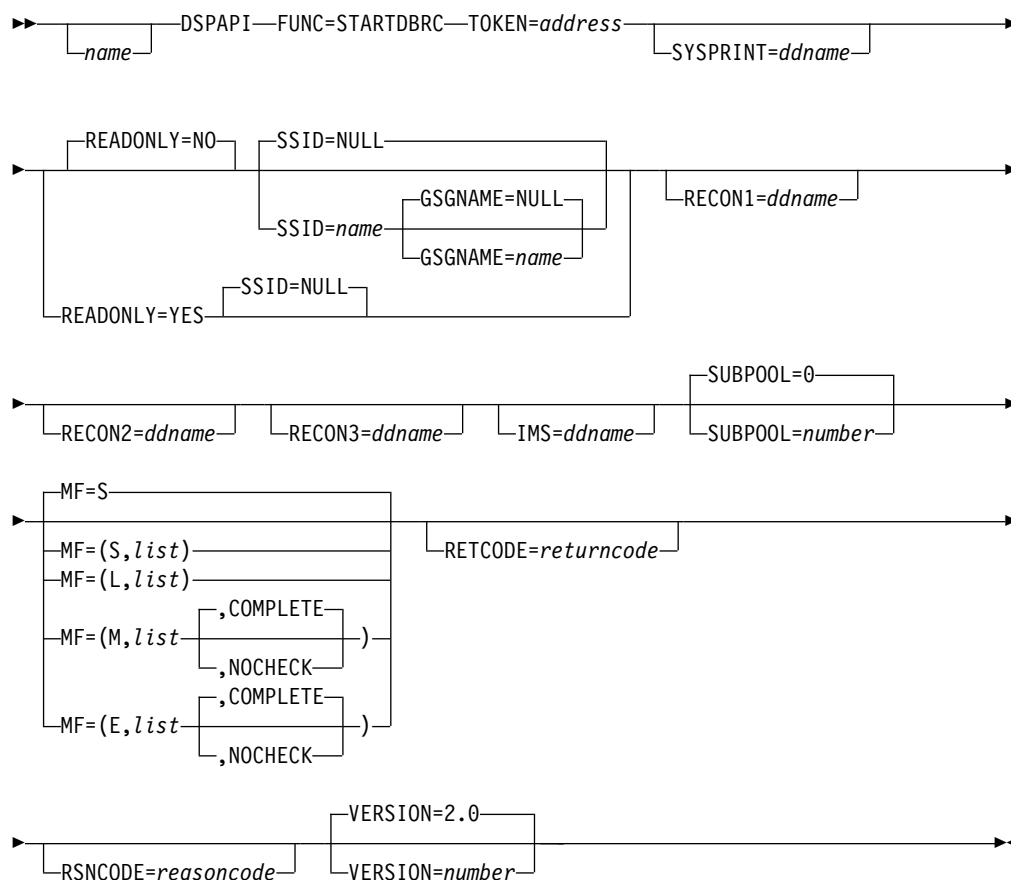 DSPAPI FUNC=STARTDBRC TOKEN=address
name
SYSPRINT=ddname
READONLY=NO
SSID=NULL
GSGNAME=NULL
RECON1=ddname
SSID=name
GSGNAME=name
SSID=NULL
READONLY=YES
SUBPOOL=0
RECON2=ddname
RECON3=ddname
IMS=ddname
SUBPOOL=number
MF=S
RETCODE=returncode
MF=(S,list)
MF=(L,list)
,COMPLETE
MF=(M,list )
,NOCHECK
,COMPLETE
MF=(E,list )
,NOCHECK
VERSION=2.0
RSNCODE=reasoncode
VERSION=number